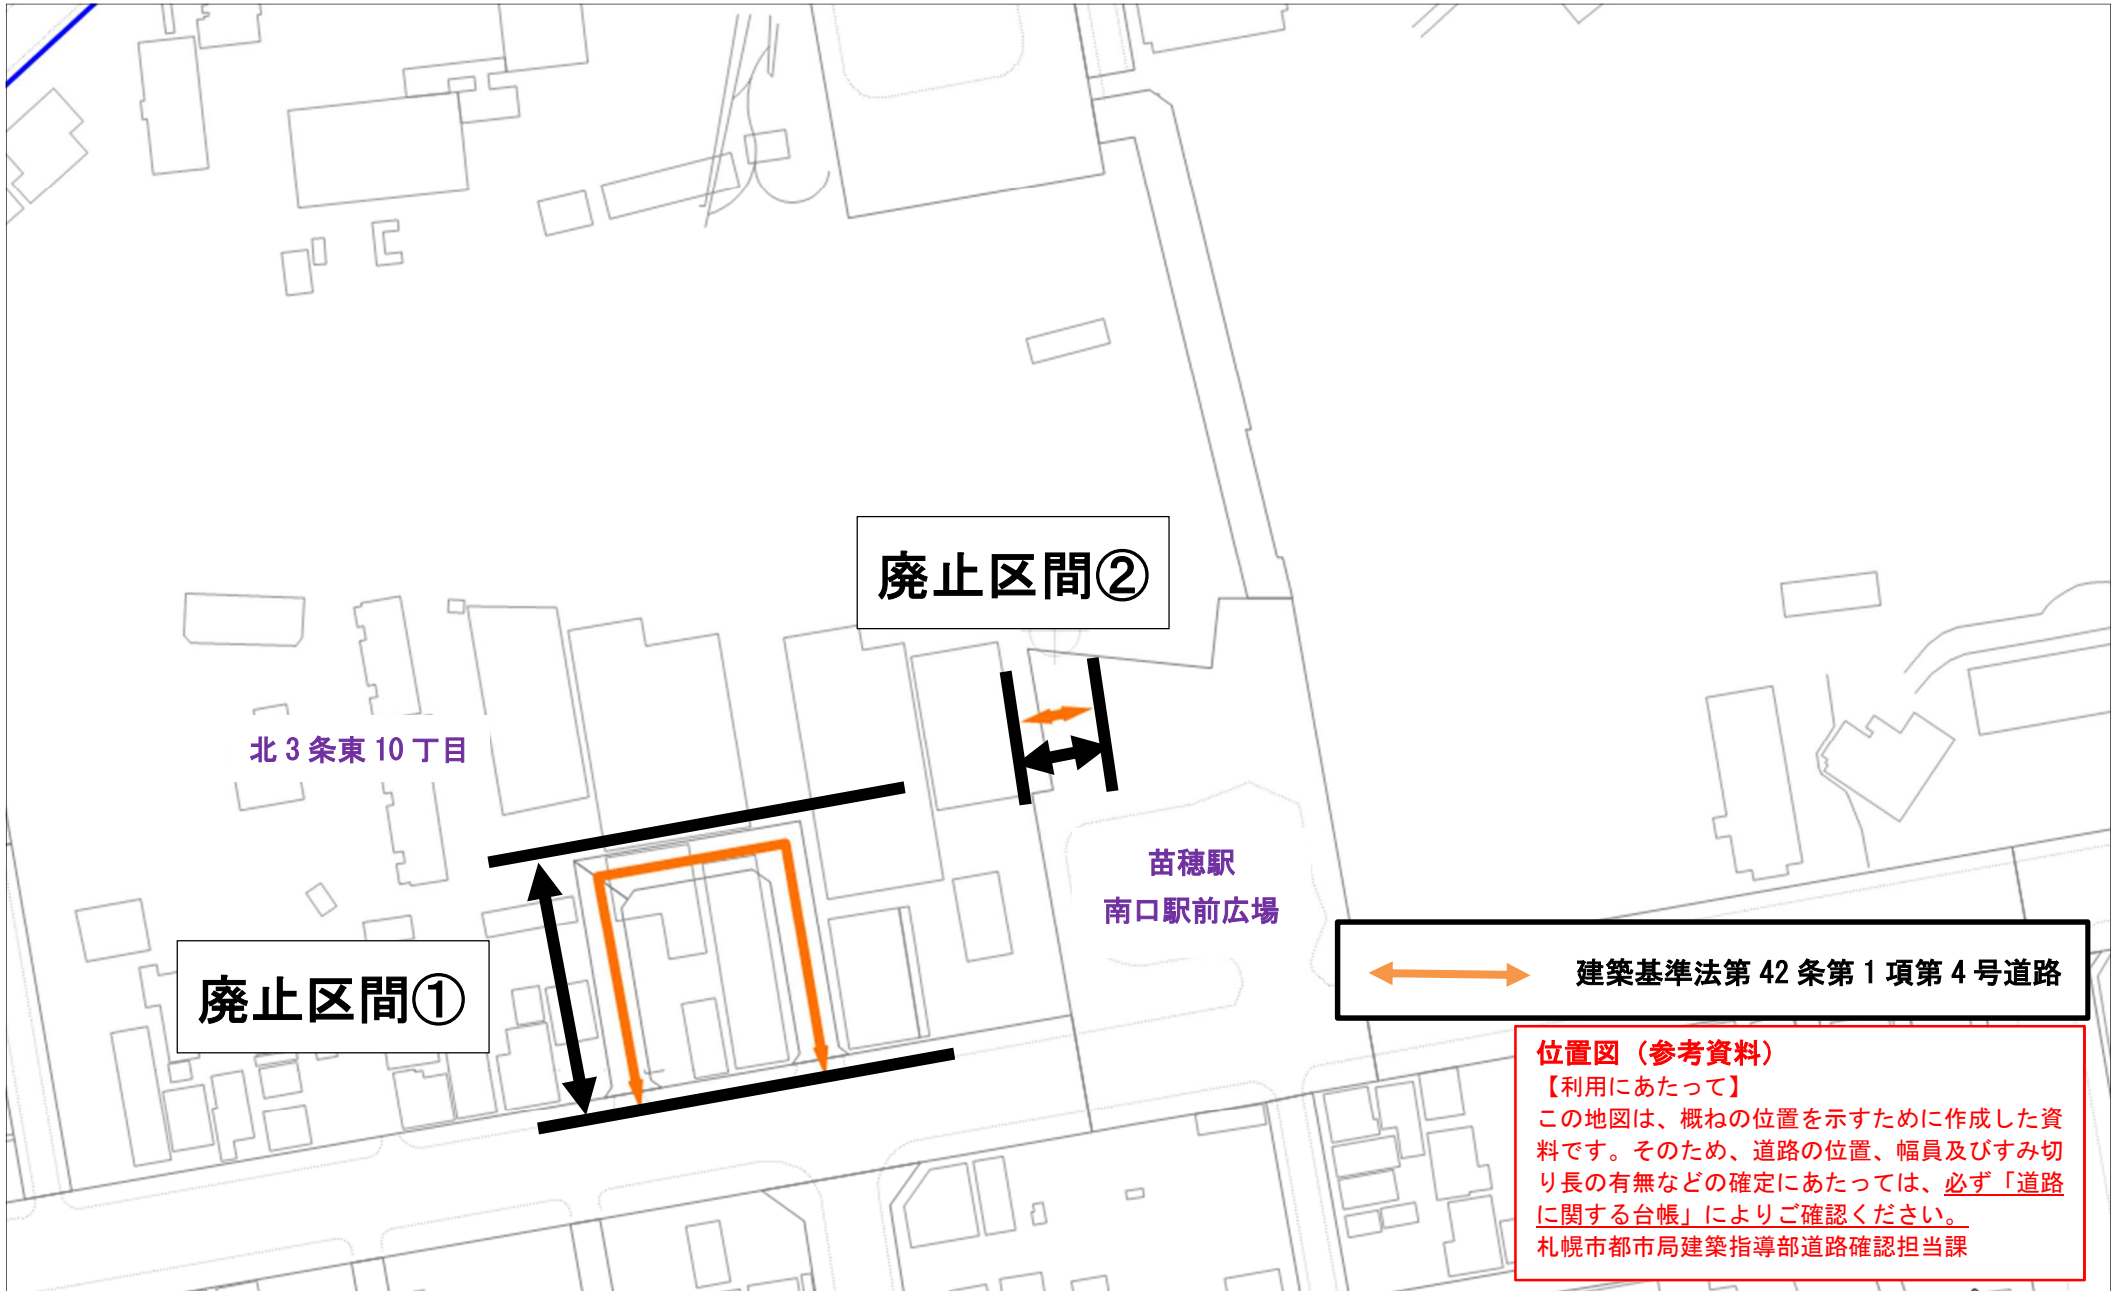 廃止区間②
北3条東10丁目
苗穂駅
南口駅前広場
廃止区間①
建築基準法第42条第1項第4号道路
位置図（参考資料）
【利用にあたって】
この地図は、概ねの位置を示すために作成した資
料です。そのため、道路の位置、幅員及びすみ切
り長の有無などの確定にあたっては、必ず「道路
に関する台帳」によりご確認ください。
札幌市都市局建築指導部道路確認担当課